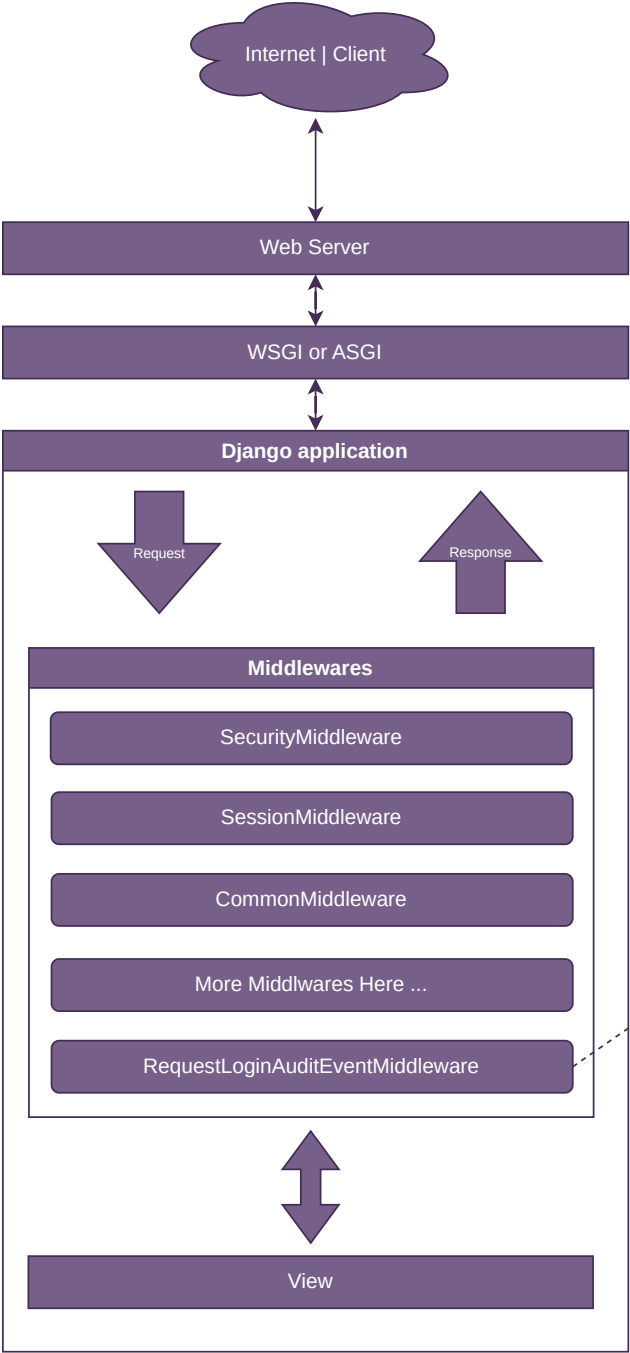 Internet | Client
Web Server
WSGI or ASGI
Django application
Request
Response
Middlewares
SecurityMiddleware
SessionMiddleware
CommonMiddleware
More Middlwares Here ...
RequestLoginAuditEventMiddleware
View